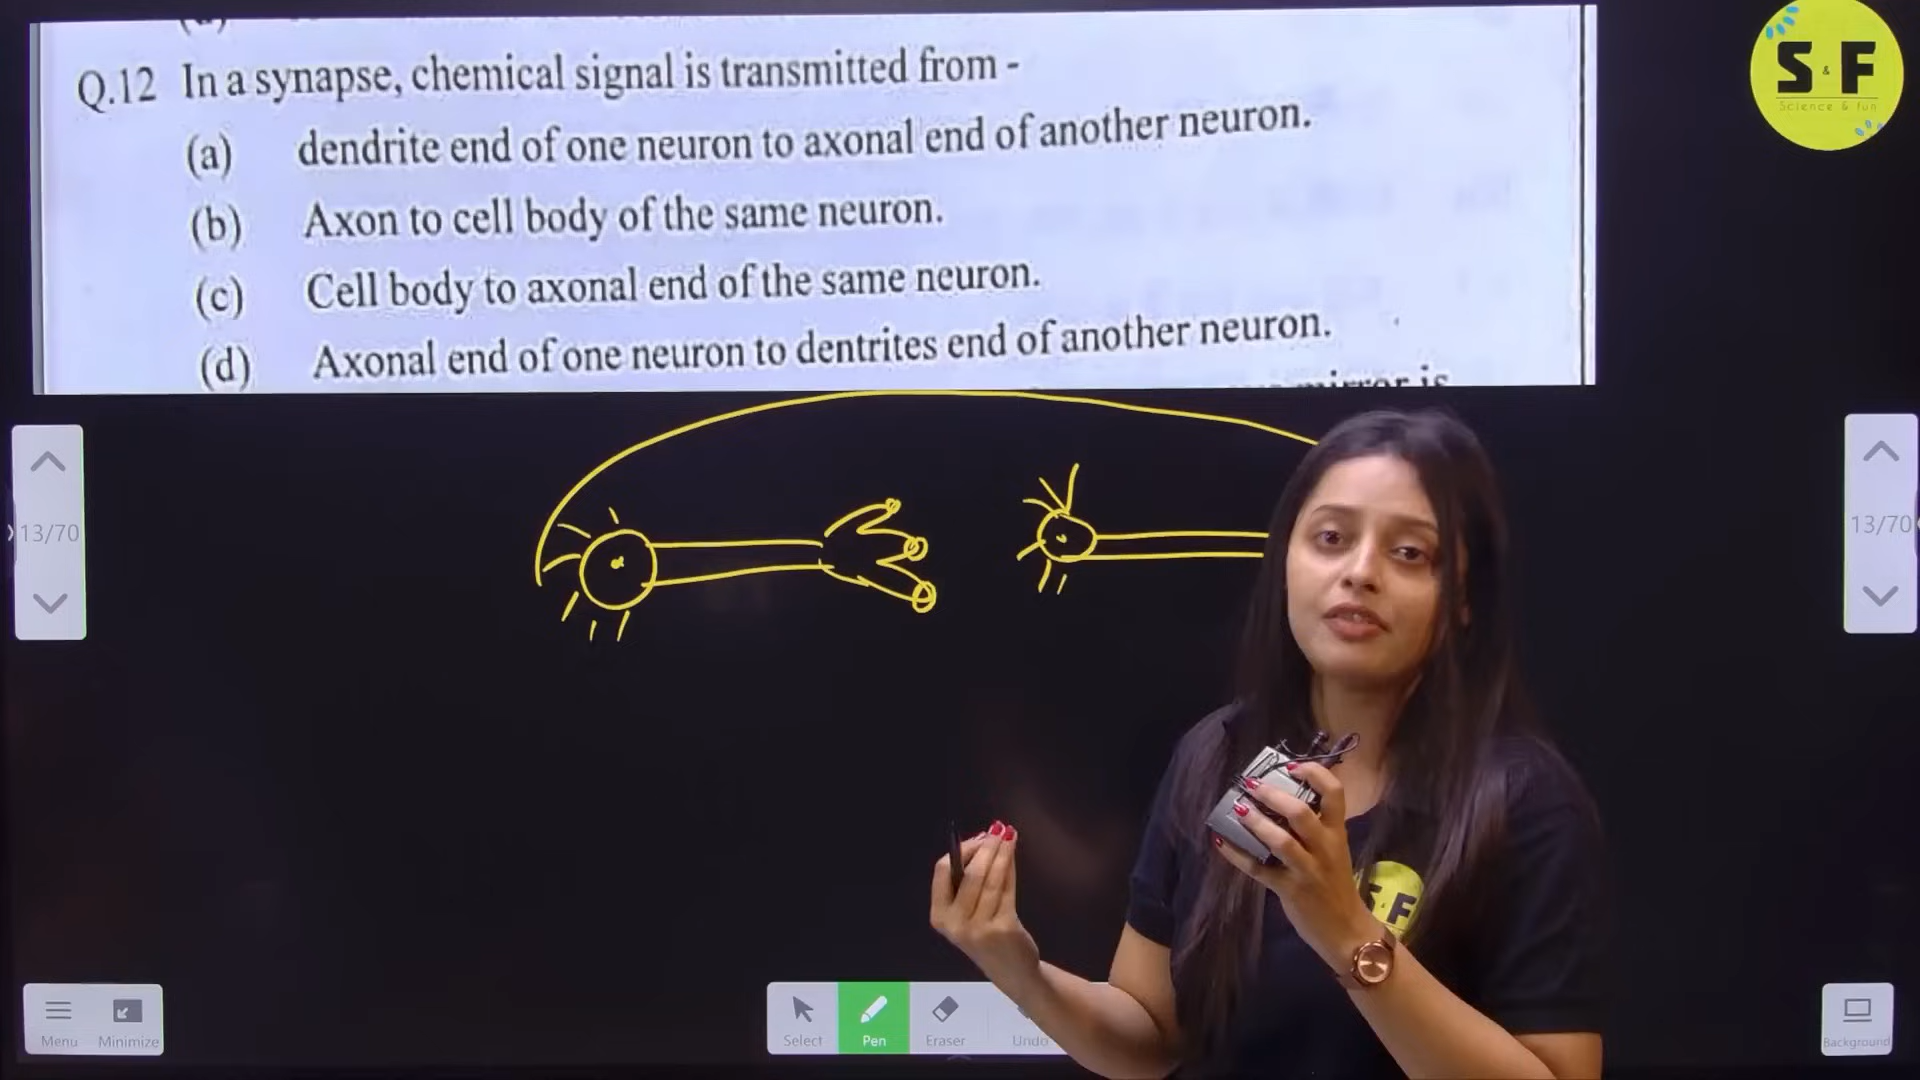 Q.12 In a synapse, chemical signal is transmitted from -
(a) dendrite end of one neuron to axonal end of another neuron.
(b) Axon to cell body of the same neuron.
(c) Cell body to axonal end of the same neuron.
(d) Axonal end of one neuron to dentrites end of another neuron.
mirror is
S & F
Science & fun
13/70
13/70
S & F
Menu Minimize
Select Pen Eraser Undo
Background